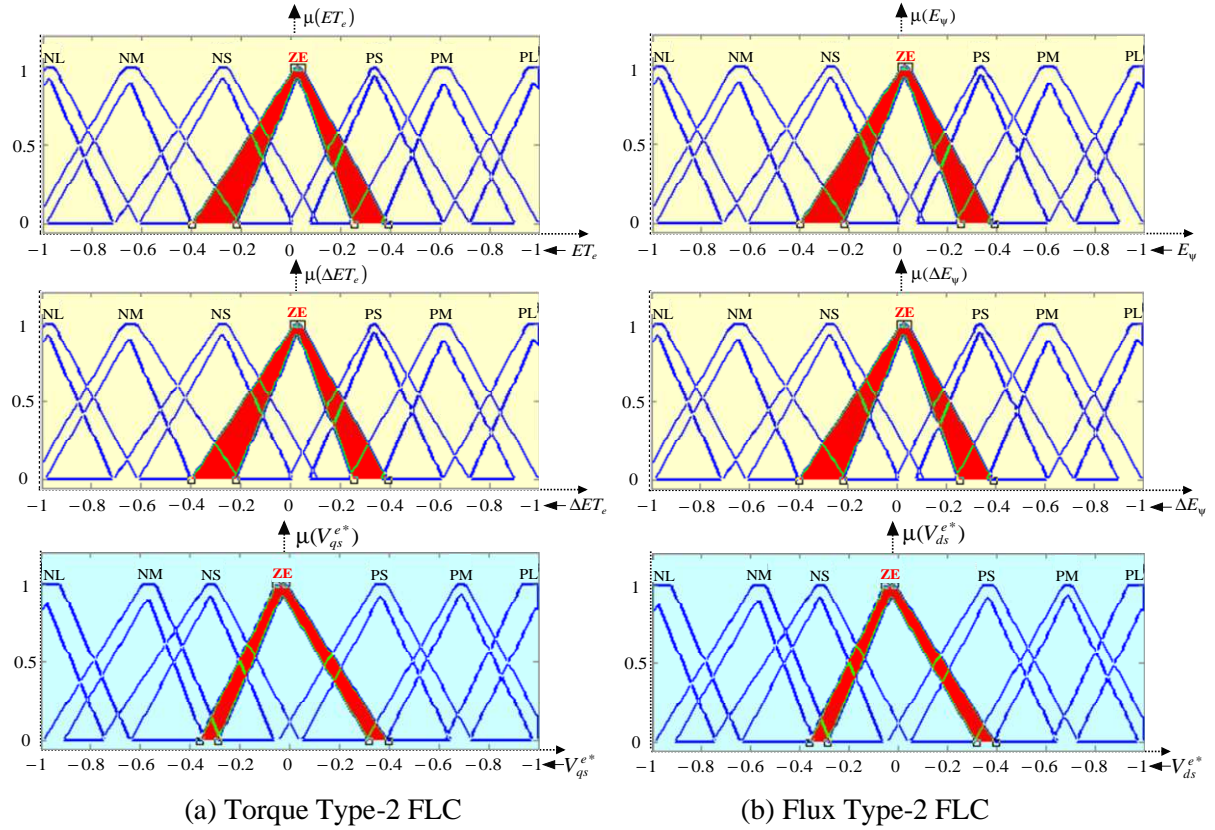 μ(ET_e) μ(E_ψ)
NL NM NS ZE PS PM PL NL NM NS ZE PS PM PL
1 1
0.5 0.5
0 0
−1 −0.8 −0.6 −0.4 −0.2 0 −0.2 −0.4 −0.6 −0.8 −1 −1 −0.8 −0.6 −0.4 −0.2 0 −0.2 −0.4 −0.6 −0.8 −1
ET_e E_ψ
μ(ΔET_e) μ(ΔE_ψ)
NL NM NS ZE PS PM PL NL NM NS ZE PS PM PL
1 1
0.5 0.5
0 0
−1 −0.8 −0.6 −0.4 −0.2 0 −0.2 −0.4 −0.6 −0.8 −1 −1 −0.8 −0.6 −0.4 −0.2 0 −0.2 −0.4 −0.6 −0.8 −1
ΔET_e ΔE_ψ
μ(V_qs^e*) μ(V_ds^e*)
NL NM NS ZE PS PM PL NL NM NS ZE PS PM PL
1 1
0.5 0.5
0 0
−1 −0.8 −0.6 −0.4 −0.2 0 −0.2 −0.4 −0.6 −0.8 −1 −1 −0.8 −0.6 −0.4 −0.2 0 −0.2 −0.4 −0.6 −0.8 −1
V_qs^e* V_ds^e*
(a) Torque Type-2 FLC (b) Flux Type-2 FLC